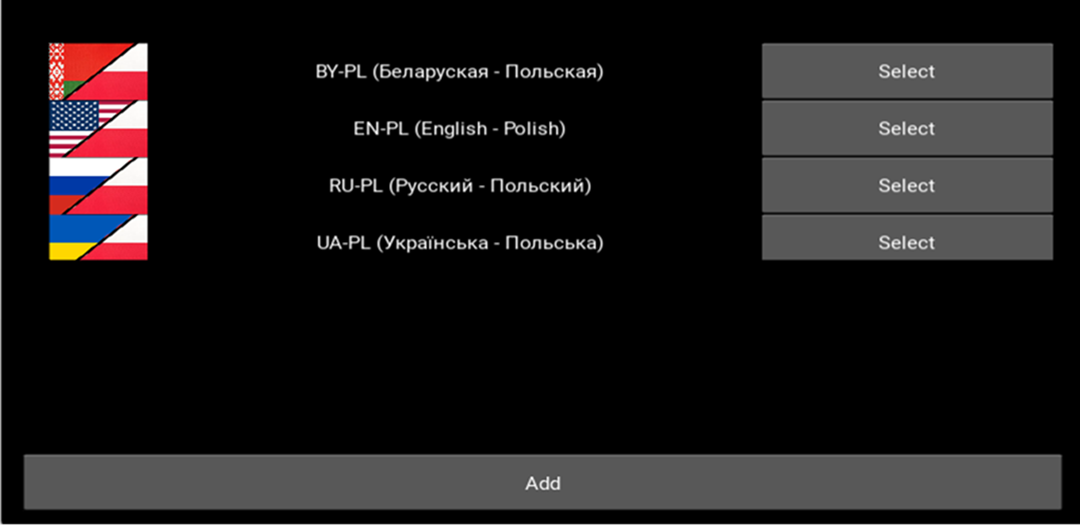 BY-PL (Беларуская - Польская) Select
EN-PL (English - Polish) Select
RU-PL (Русский - Польский) Select
UA-PL (Українська - Польська) Select
Add